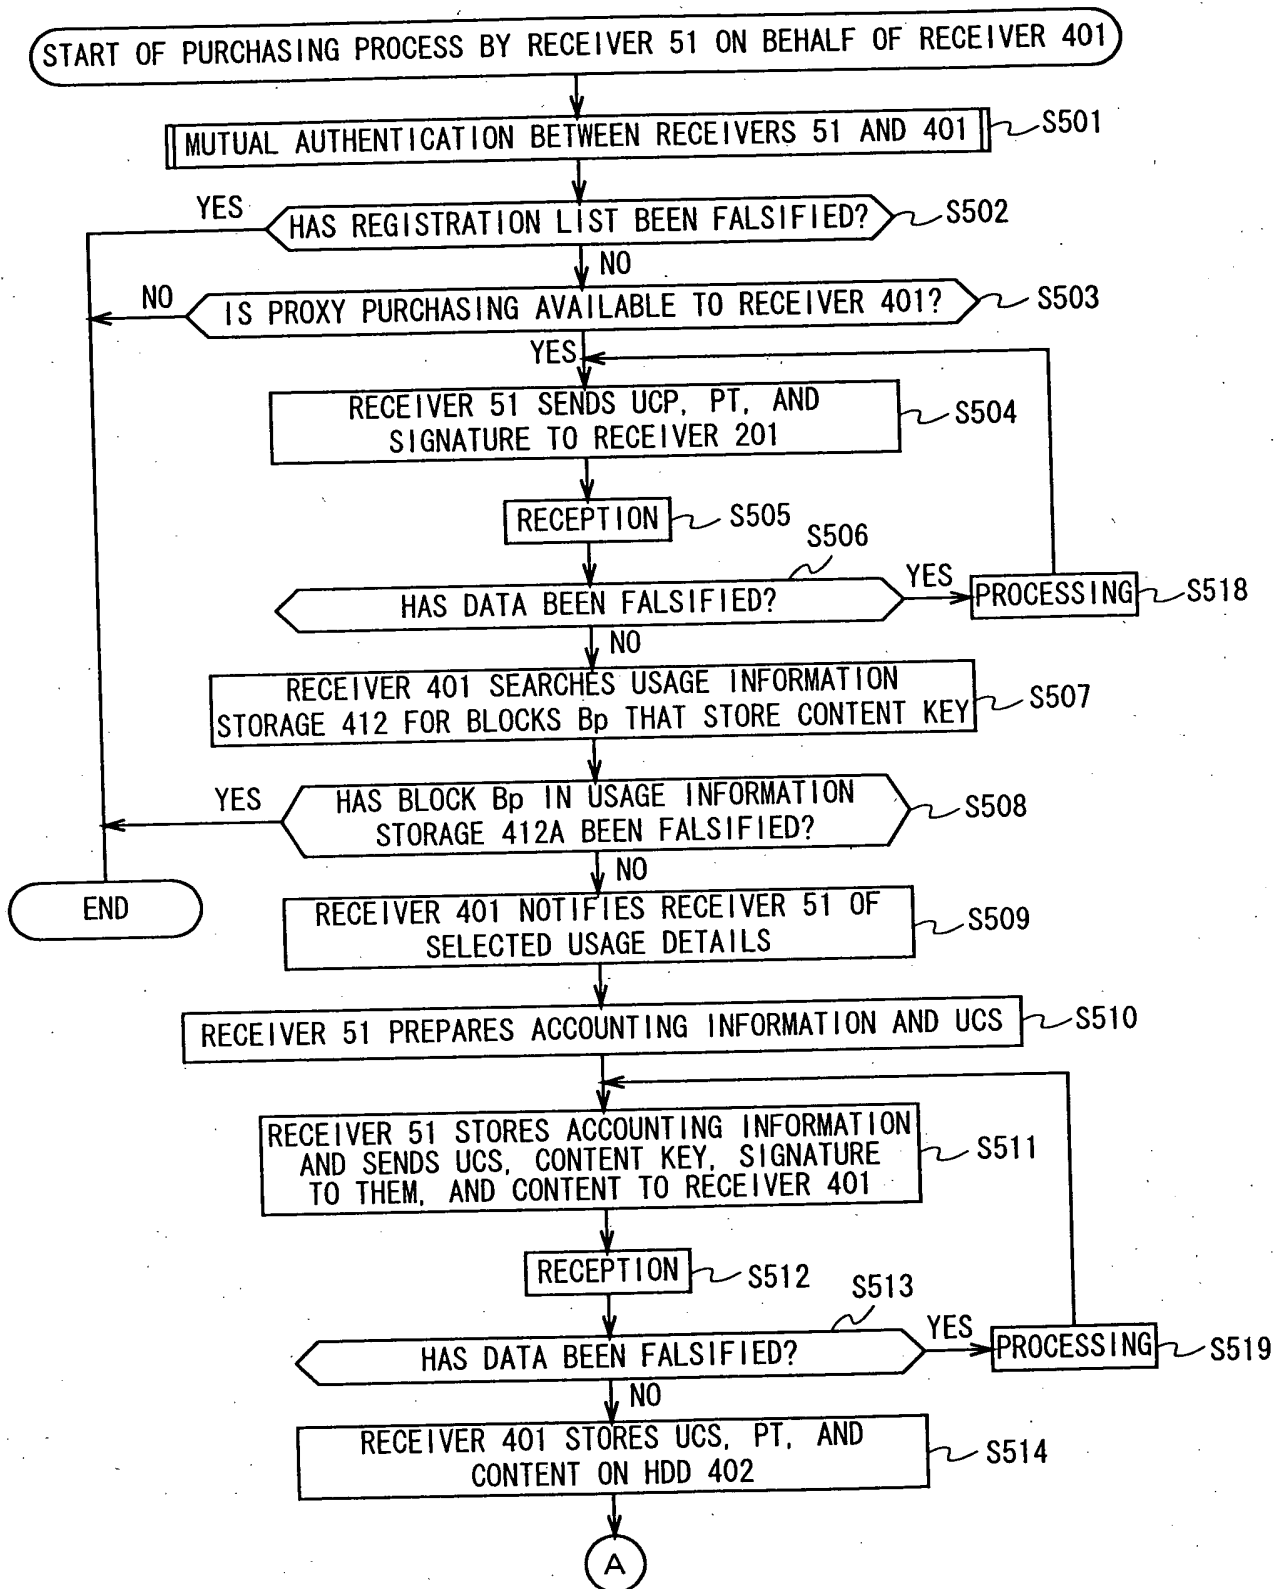 START OF PURCHASING PROCESS BY RECEIVER 51 ON BEHALF OF RECEIVER 401
MUTUAL AUTHENTICATION BETWEEN RECEIVERS 51 AND 401
S501
YES
HAS REGISTRATION LIST BEEN FALSIFIED?
S502
NO
NO
IS PROXY PURCHASING AVAILABLE TO RECEIVER 401?
S503
YES
RECEIVER 51 SENDS UCP, PT, AND
SIGNATURE TO RECEIVER 201
S504
RECEPTION
S505
S506
HAS DATA BEEN FALSIFIED?
YES
PROCESSING
S518
NO
RECEIVER 401 SEARCHES USAGE INFORMATION
STORAGE 412 FOR BLOCKS Bp THAT STORE CONTENT KEY
S507
YES
HAS BLOCK Bp IN USAGE INFORMATION
STORAGE 412A BEEN FALSIFIED?
S508
NO
END
RECEIVER 401 NOTIFIES RECEIVER 51 OF
SELECTED USAGE DETAILS
S509
RECEIVER 51 PREPARES ACCOUNTING INFORMATION AND UCS
S510
RECEIVER 51 STORES ACCOUNTING INFORMATION
AND SENDS UCS, CONTENT KEY, SIGNATURE
TO THEM, AND CONTENT TO RECEIVER 401
S511
RECEPTION
S512
S513
HAS DATA BEEN FALSIFIED?
YES
PROCESSING
S519
NO
RECEIVER 401 STORES UCS, PT, AND
CONTENT ON HDD 402
S514
A